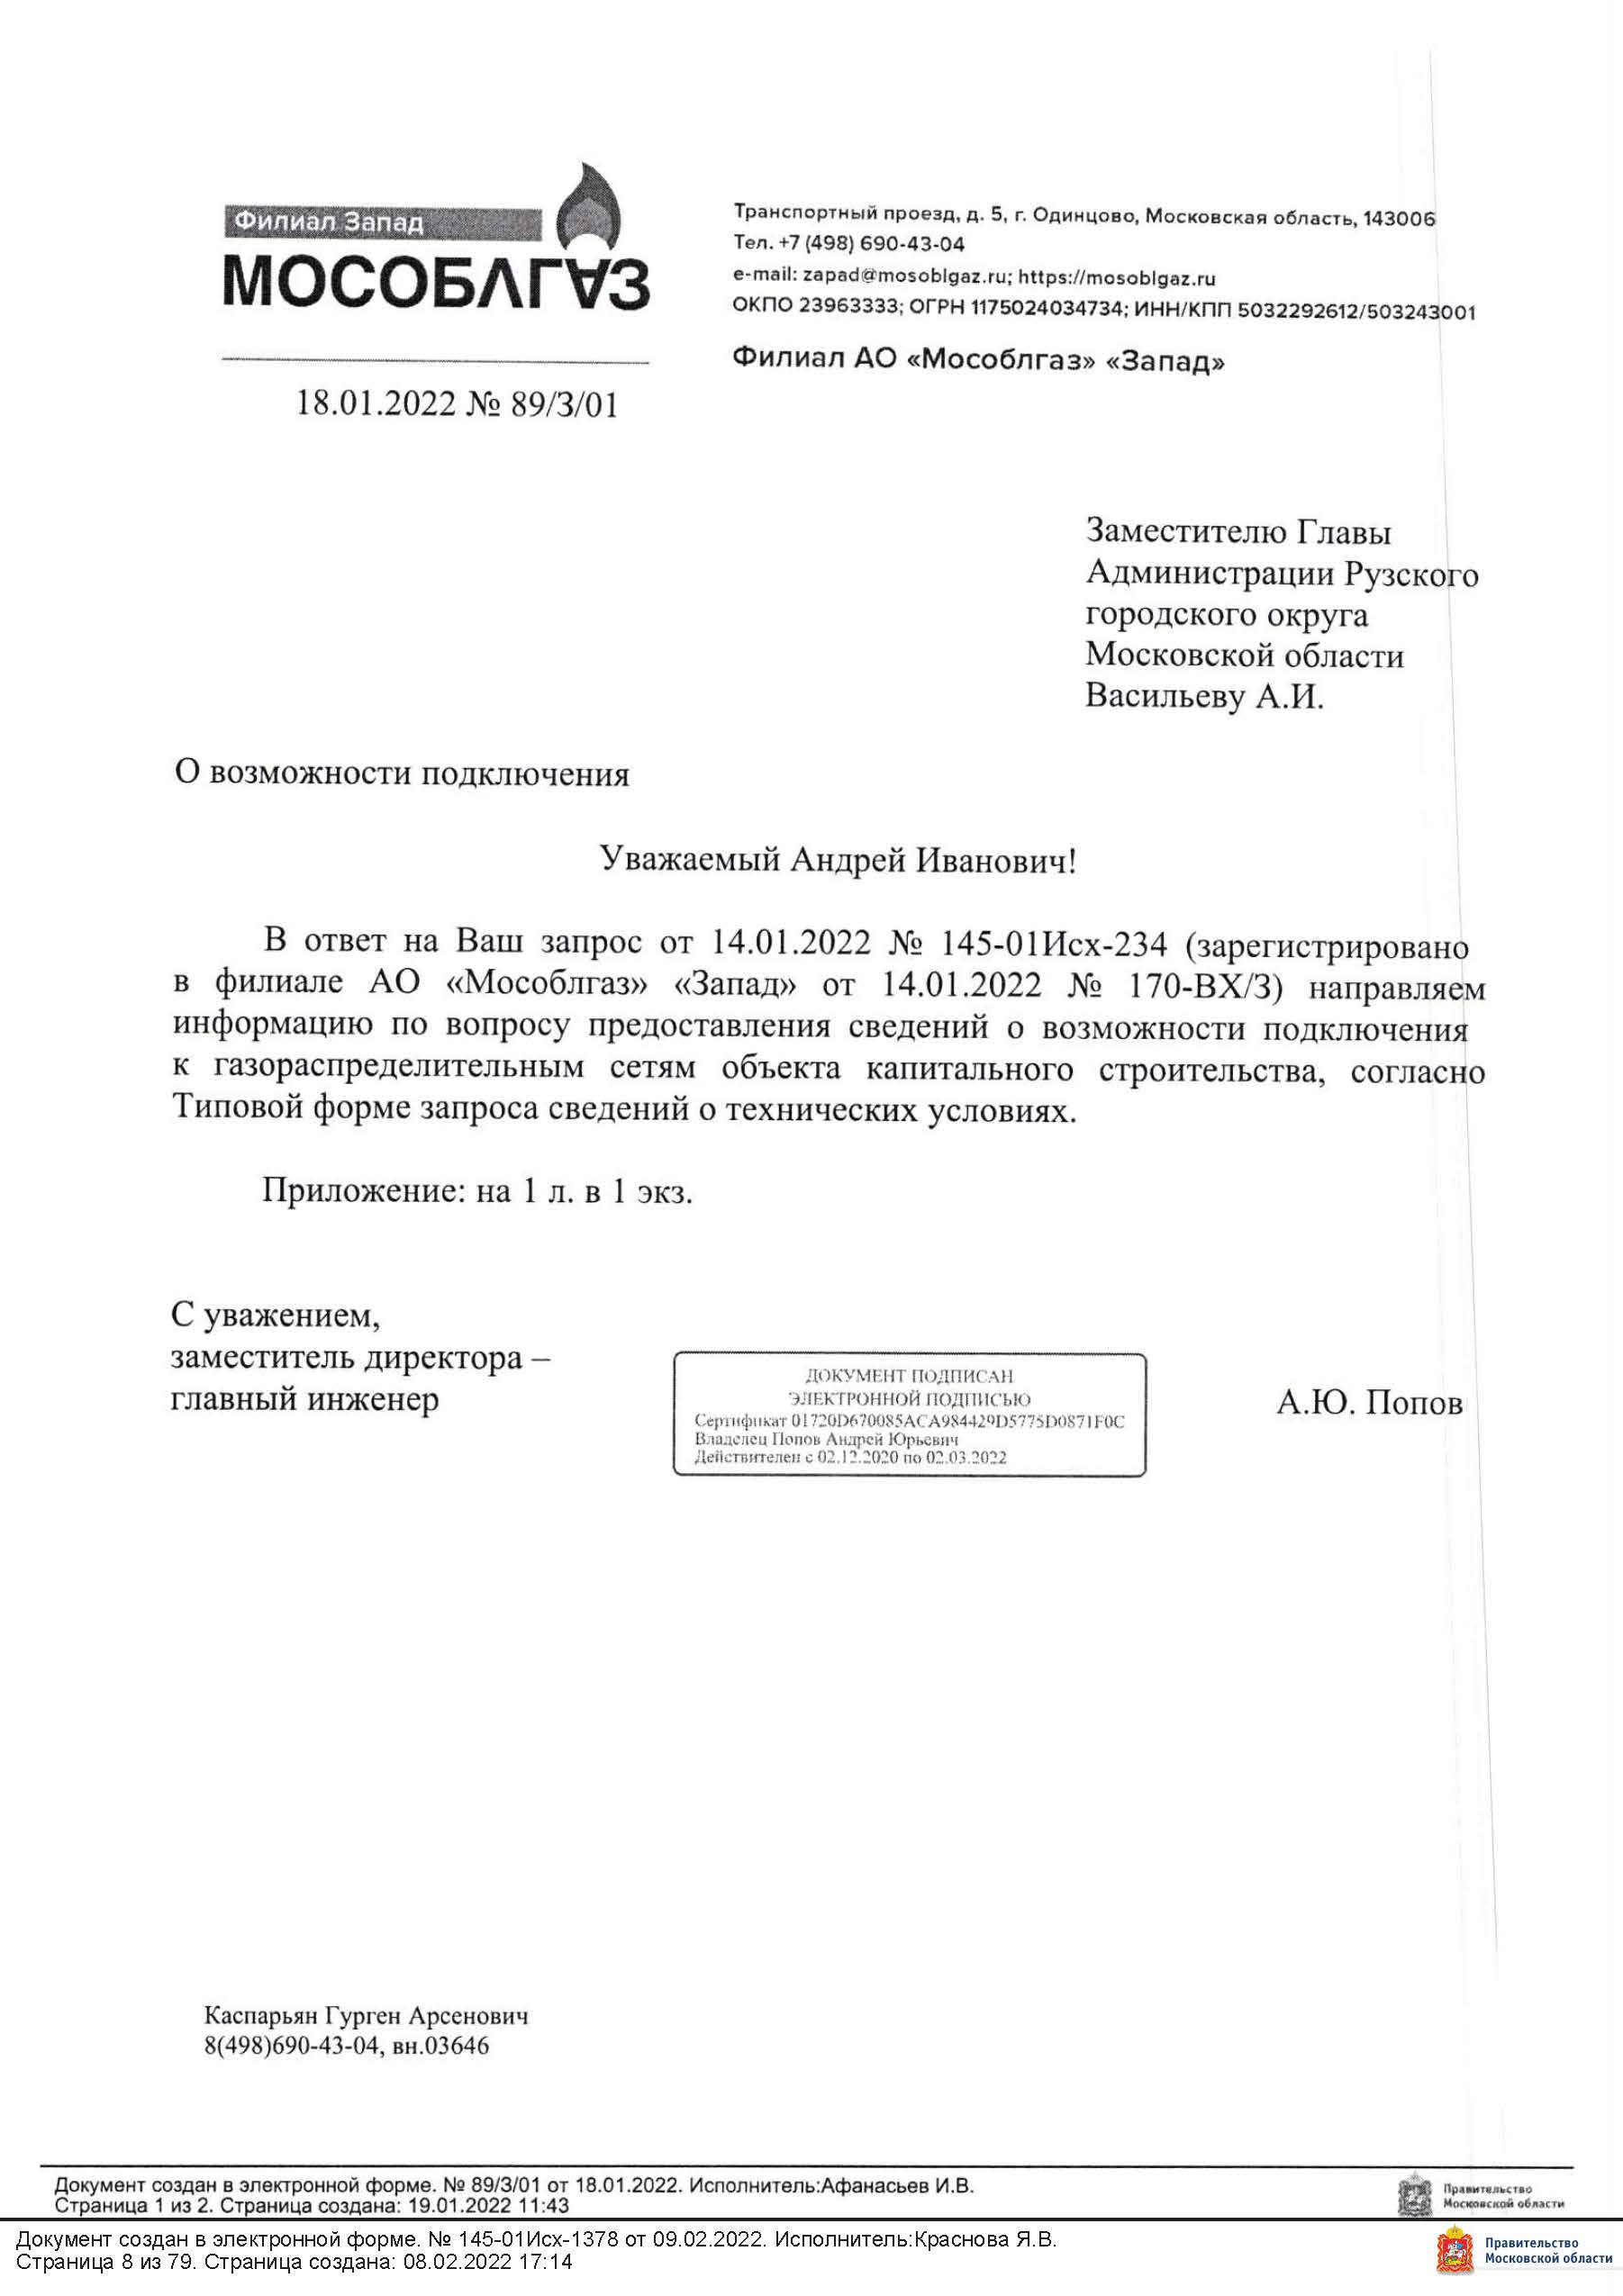 Филиал Запад
МОСОБЛГАЗ
Транспортный проезд, д. 5, г. Одинцово, Московская область, 143006
Тел. +7 (498) 690-43-04
e-mail: zapad@mosoblgaz.ru; https://mosoblgaz.ru
ОКПО 23963333; ОГРН 1175024034734; ИНН/КПП 5032292612/503243001
Филиал АО «Мособлгаз» «Запад»
18.01.2022 № 89/З/01
Заместителю Главы
Администрации Рузского
городского округа
Московской области
Васильеву А.И.
О возможности подключения
Уважаемый Андрей Иванович!
В ответ на Ваш запрос от 14.01.2022 № 145-01Исх-234 (зарегистрировано
в филиале АО «Мособлгаз» «Запад» от 14.01.2022 № 170-ВХ/З) направляем
информацию по вопросу предоставления сведений о возможности подключения
к газораспределительным сетям объекта капитального строительства, согласно
Типовой форме запроса сведений о технических условиях.
Приложение: на 1 л. в 1 экз.
С уважением,
заместитель директора –
главный инженер
ДОКУМЕНТ ПОДПИСАН
ЭЛЕКТРОННОЙ ПОДПИСЬЮ
Сертификат 01720D670085ACA984429D5775D0871F0C
Владелец Попов Андрей Юрьевич
Действителен с 02.12.2020 по 02.03.2022
А.Ю. Попов
Каспарьян Гурген Арсенович
8(498)690-43-04, вн.03646
Документ создан в электронной форме. № 89/З/01 от 18.01.2022. Исполнитель:Афанасьев И.В.
Страница 1 из 2. Страница создана: 19.01.2022 11:43
Правительство
Московской области
Документ создан в электронной форме. № 145-01Исх-1378 от 09.02.2022. Исполнитель:Краснова Я.В.
Страница 8 из 79. Страница создана: 08.02.2022 17:14
Правительство
Московской области